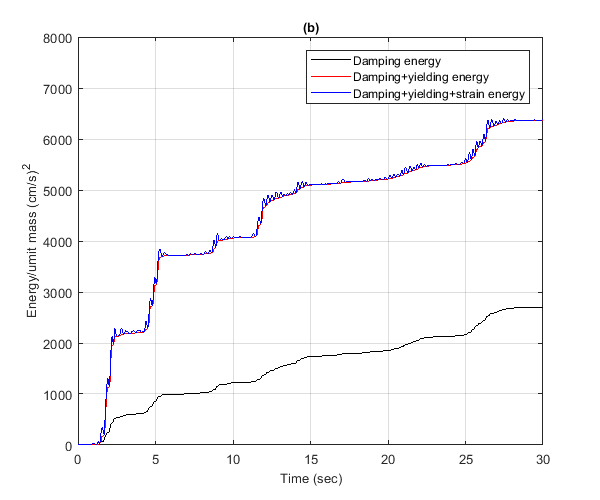 (b)
8000
7000
6000
5000
4000
3000
2000
1000
0
Energy/umit mass (cm/s)2
Damping energy
Damping+yielding energy
Damping+yielding+strain energy
0 5 10 15 20 25 30
Time (sec)